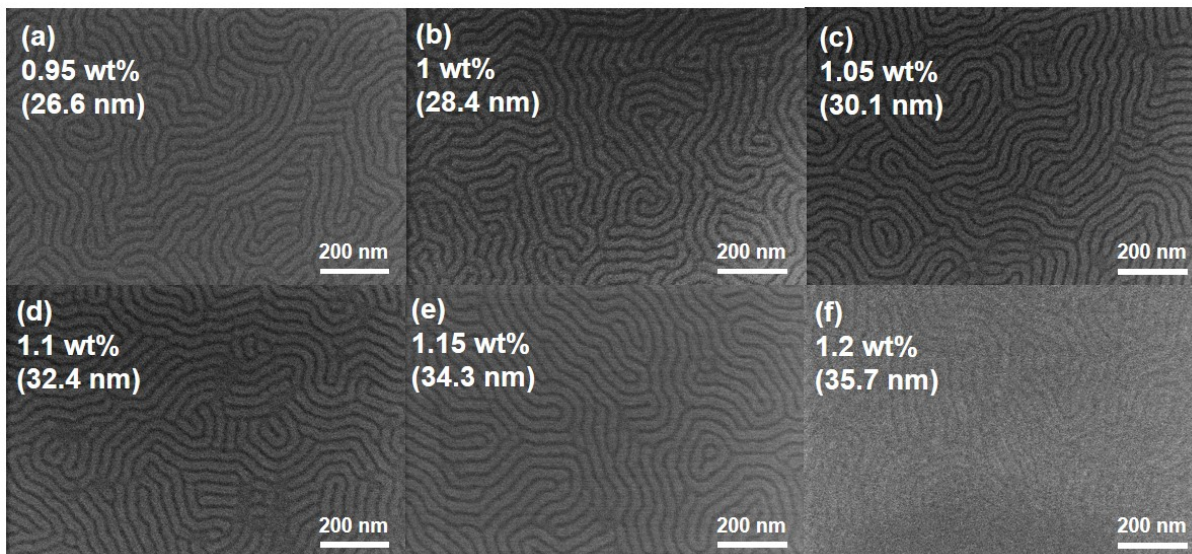 (a)
0.95 wt%
(26.6 nm)
200 nm
(b)
1 wt%
(28.4 nm)
200 nm
(c)
1.05 wt%
(30.1 nm)
200 nm
(d)
1.1 wt%
(32.4 nm)
200 nm
(e)
1.15 wt%
(34.3 nm)
200 nm
(f)
1.2 wt%
(35.7 nm)
200 nm